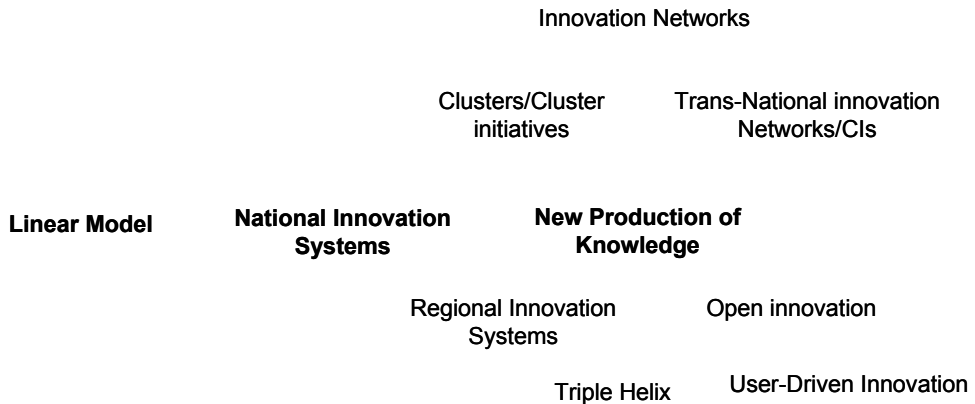 Innovation Networks
Clusters/Cluster
initiatives
Trans-National innovation
Networks/CIs
Linear Model
National Innovation
Systems
New Production of
Knowledge
Regional Innovation
Systems
Open innovation
Triple Helix
User-Driven Innovation